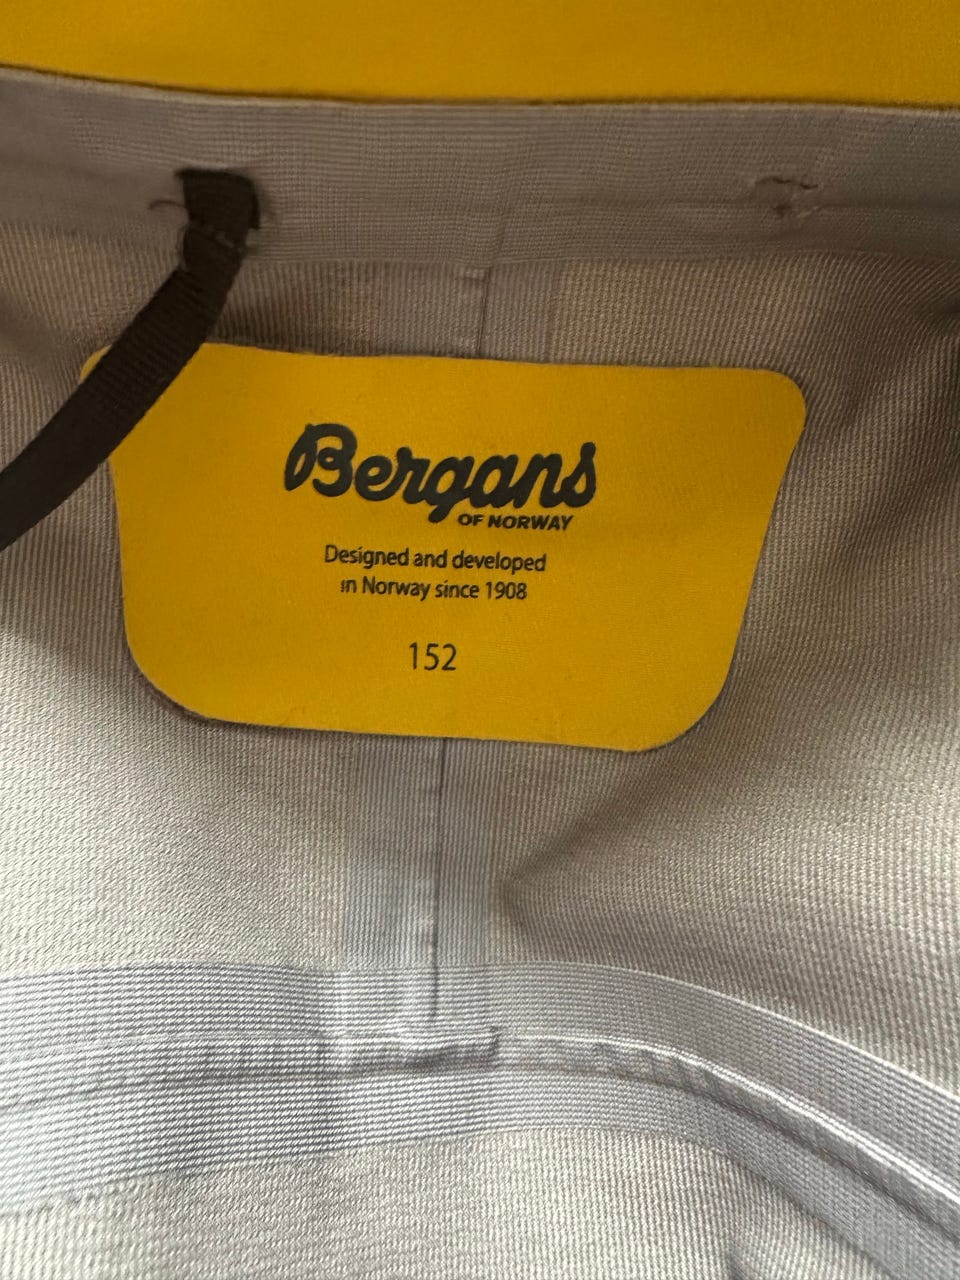 Bergans
OF NORWAY
Designed and developed
in Norway since 1908
152